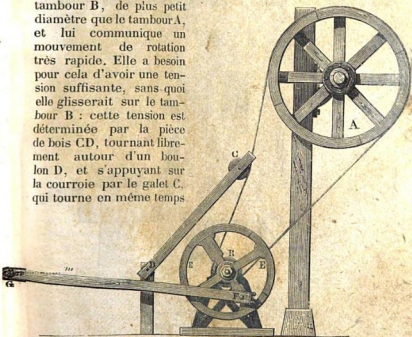 tambour B, de plus petit
diamètre que le tambour A,
et lui communique un
mouvement de rotation
très rapide. Elle a besoin
pour cela d'avoir une ten-
sion suffisante, sans quoi
elle glisserait sur le tam-
bour B : cette tension est
déterminée par la pièce
de bois CD, tournant libre-
ment autour d'un bou-
lon D, et s'appuyant sur
la courroie par le galet C,
qui tourne en même temps
A
C
B
E E
D
m
F
G